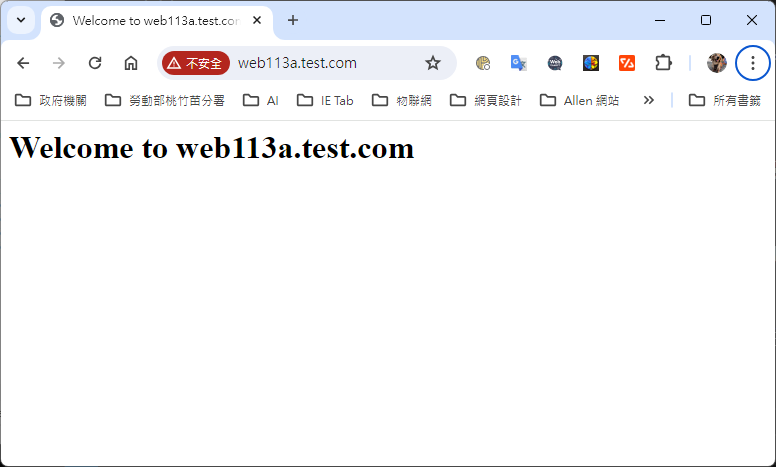 Welcome to web113a.test.com
不安全 web113a.test.com
政府機關 勞動部桃竹苗分署 AI IE Tab 物聯網 網頁設計 Allen 網站 所有書籤
Welcome to web113a.test.com